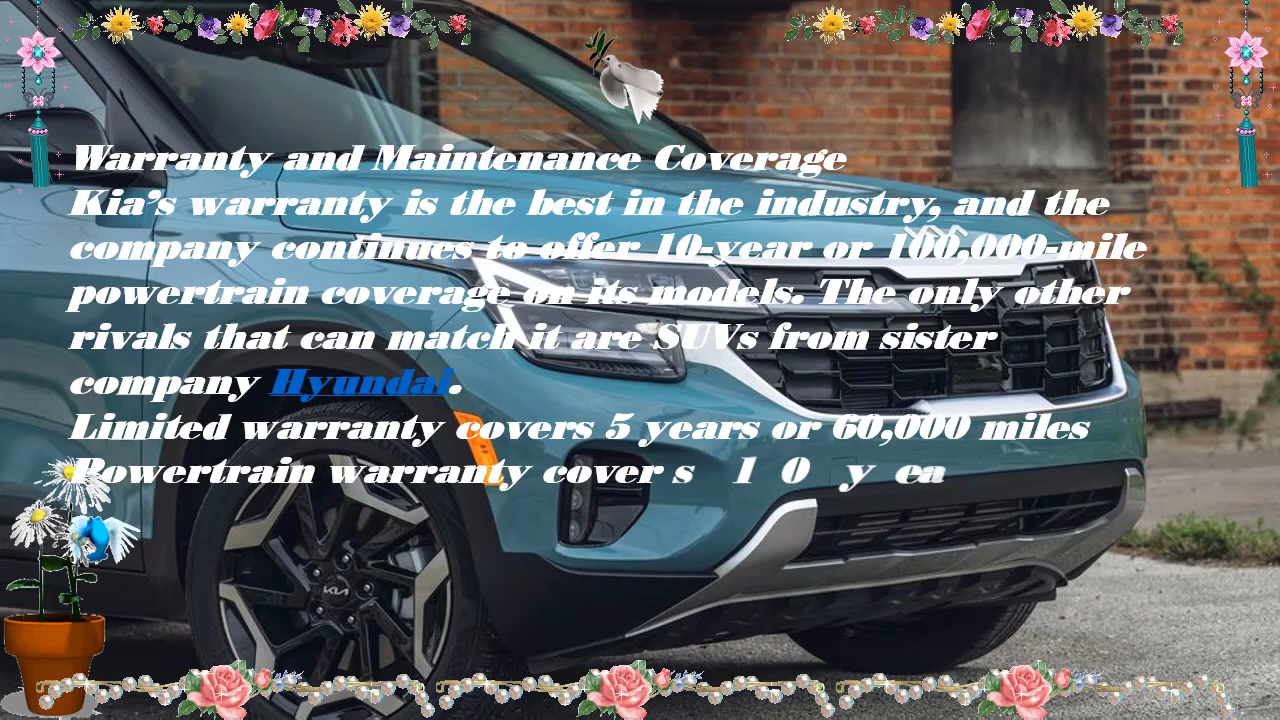 Warranty and Maintenance Coverage
Kia’s warranty is the best in the industry, and the
company continues to offer 10-year or 100,000-mile
powertrain coverage on its models. The only other
rivals that can match it are SUVs from sister
company Hyundai.
Limited warranty covers 5 years or 60,000 miles
Powertrain warranty cover s 1 0 y ea
KIA